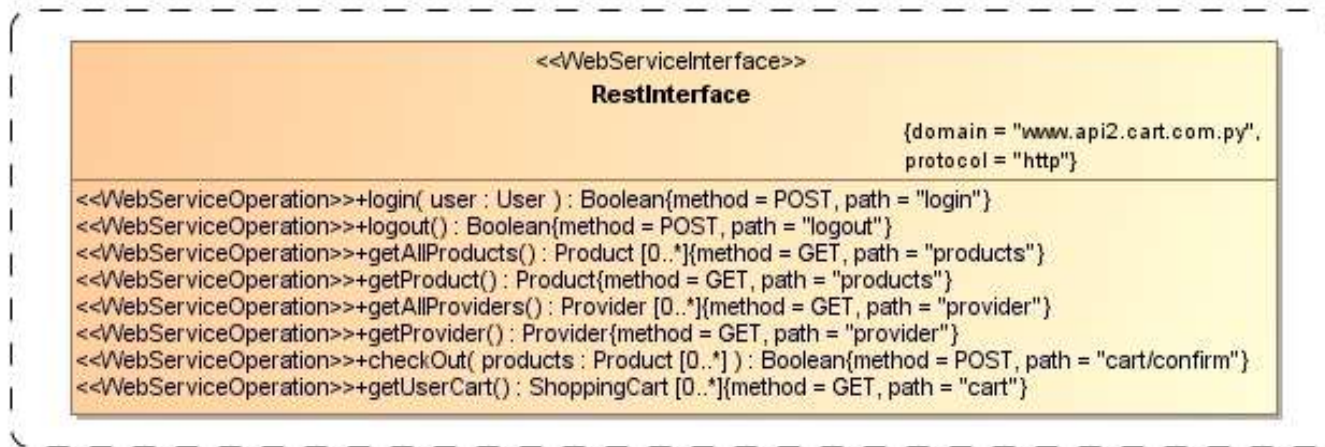 <<WebServiceInterface>>
RestInterface
{domain = "www.api2.cart.com.py",
protocol = "http"}
<<WebServiceOperation>>+login( user : User ) : Boolean{method = POST, path = "login"}
<<WebServiceOperation>>+logout() : Boolean{method = POST, path = "logout"}
<<WebServiceOperation>>+getAllProducts() : Product [0..*]{method = GET, path = "products"}
<<WebServiceOperation>>+getProduct() : Product{method = GET, path = "products"}
<<WebServiceOperation>>+getAllProviders() : Provider [0..*]{method = GET, path = "provider"}
<<WebServiceOperation>>+getProvider() : Provider{method = GET, path = "provider"}
<<WebServiceOperation>>+checkOut( products : Product [0..*] ) : Boolean{method = POST, path = "cart/confirm"}
<<WebServiceOperation>>+getUserCart() : ShoppingCart [0..*]{method = GET, path = "cart"}